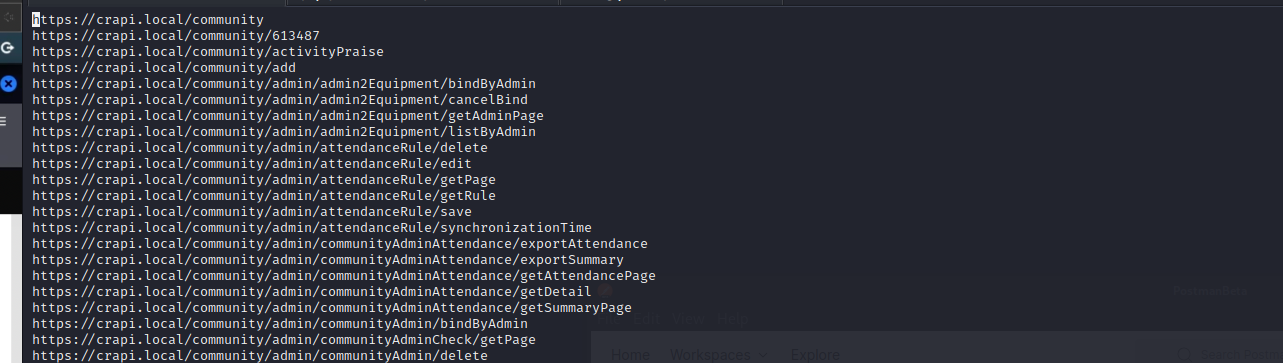 https://crapi.local/community
https://crapi.local/community/613487
https://crapi.local/community/activityPraise
https://crapi.local/community/add
https://crapi.local/community/admin/admin2Equipment/bindByAdmin
https://crapi.local/community/admin/admin2Equipment/cancelBind
https://crapi.local/community/admin/admin2Equipment/getAdminPage
https://crapi.local/community/admin/admin2Equipment/listByAdmin
https://crapi.local/community/admin/attendanceRule/delete
https://crapi.local/community/admin/attendanceRule/edit
https://crapi.local/community/admin/attendanceRule/getPage
https://crapi.local/community/admin/attendanceRule/getRule
https://crapi.local/community/admin/attendanceRule/save
https://crapi.local/community/admin/attendanceRule/synchronizationTime
https://crapi.local/community/admin/communityAdminAttendance/exportAttendance
https://crapi.local/community/admin/communityAdminAttendance/exportSummary
https://crapi.local/community/admin/communityAdminAttendance/getAttendancePage
https://crapi.local/community/admin/communityAdminAttendance/getDetail
https://crapi.local/community/admin/communityAdminAttendance/getSummaryPage
https://crapi.local/community/admin/communityAdmin/bindByAdmin
https://crapi.local/community/admin/communityAdminCheck/getPage
https://crapi.local/community/admin/communityAdmin/delete
Edit View Help
Home Workspaces Explore